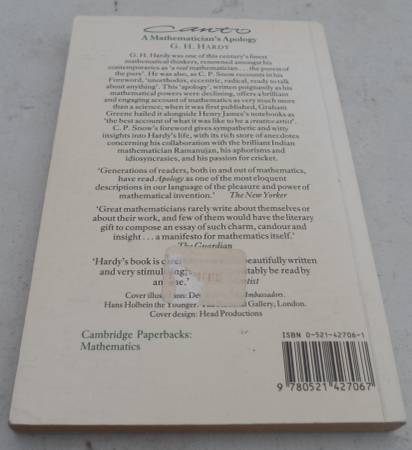 Canto
A Mathematician's Apology
G. H. HARDY
G. H. Hardy was one of this century's finest
mathematical thinkers, renowned amongst his
contemporaries as 'a real mathematician . . . the purest of
the pure'. He was also, as C. P. Snow recounts in his
Foreword, 'unorthodox, eccentric, radical, ready to talk
about anything'. This 'apology', written poignantly as his
mathematical powers were declining, offers a brilliant
and engaging account of mathematics as very much more
than a science; when it was first published, Graham
Greene hailed it alongside Henry James's notebooks as
'the best account of what it was like to be a creative artist'.
C. P. Snow's foreword gives sympathetic and witty
insights into Hardy's life, with its rich store of anecdotes
concerning his collaboration with the brilliant Indian
mathematician Ramanujan, his aphorisms and
idiosyncrasies, and his passion for cricket.
'Generations of readers, both in and out of mathematics,
have read Apology as one of the most eloquent
descriptions in our language of the pleasure and power of
mathematical invention.' The New Yorker
'Great mathematicians rarely write about themselves or
about their work, and few of them would have the literary
gift to compose an essay of such charm, candour and
insight . . . a manifesto for mathematics itself.'
The Guardian
'Hardy's book is beautifully written
and very be read by
Cover illustration: Ambassadors.
Hans Holbein the Younger. Gallery, London.
Cover design: Head Productions
Cambridge Paperbacks:
Mathematics
ISBN 0-521-42706-1
9 780521 427067